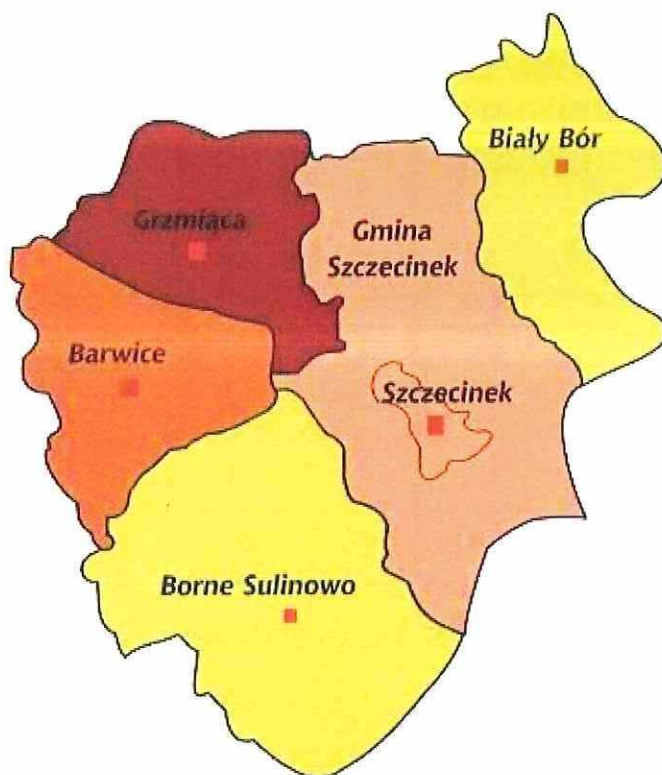 Biały Bór
Grzmiąca
Gmina
Szczecinek
Barwice
Szczecinek
Borne Sulinowo